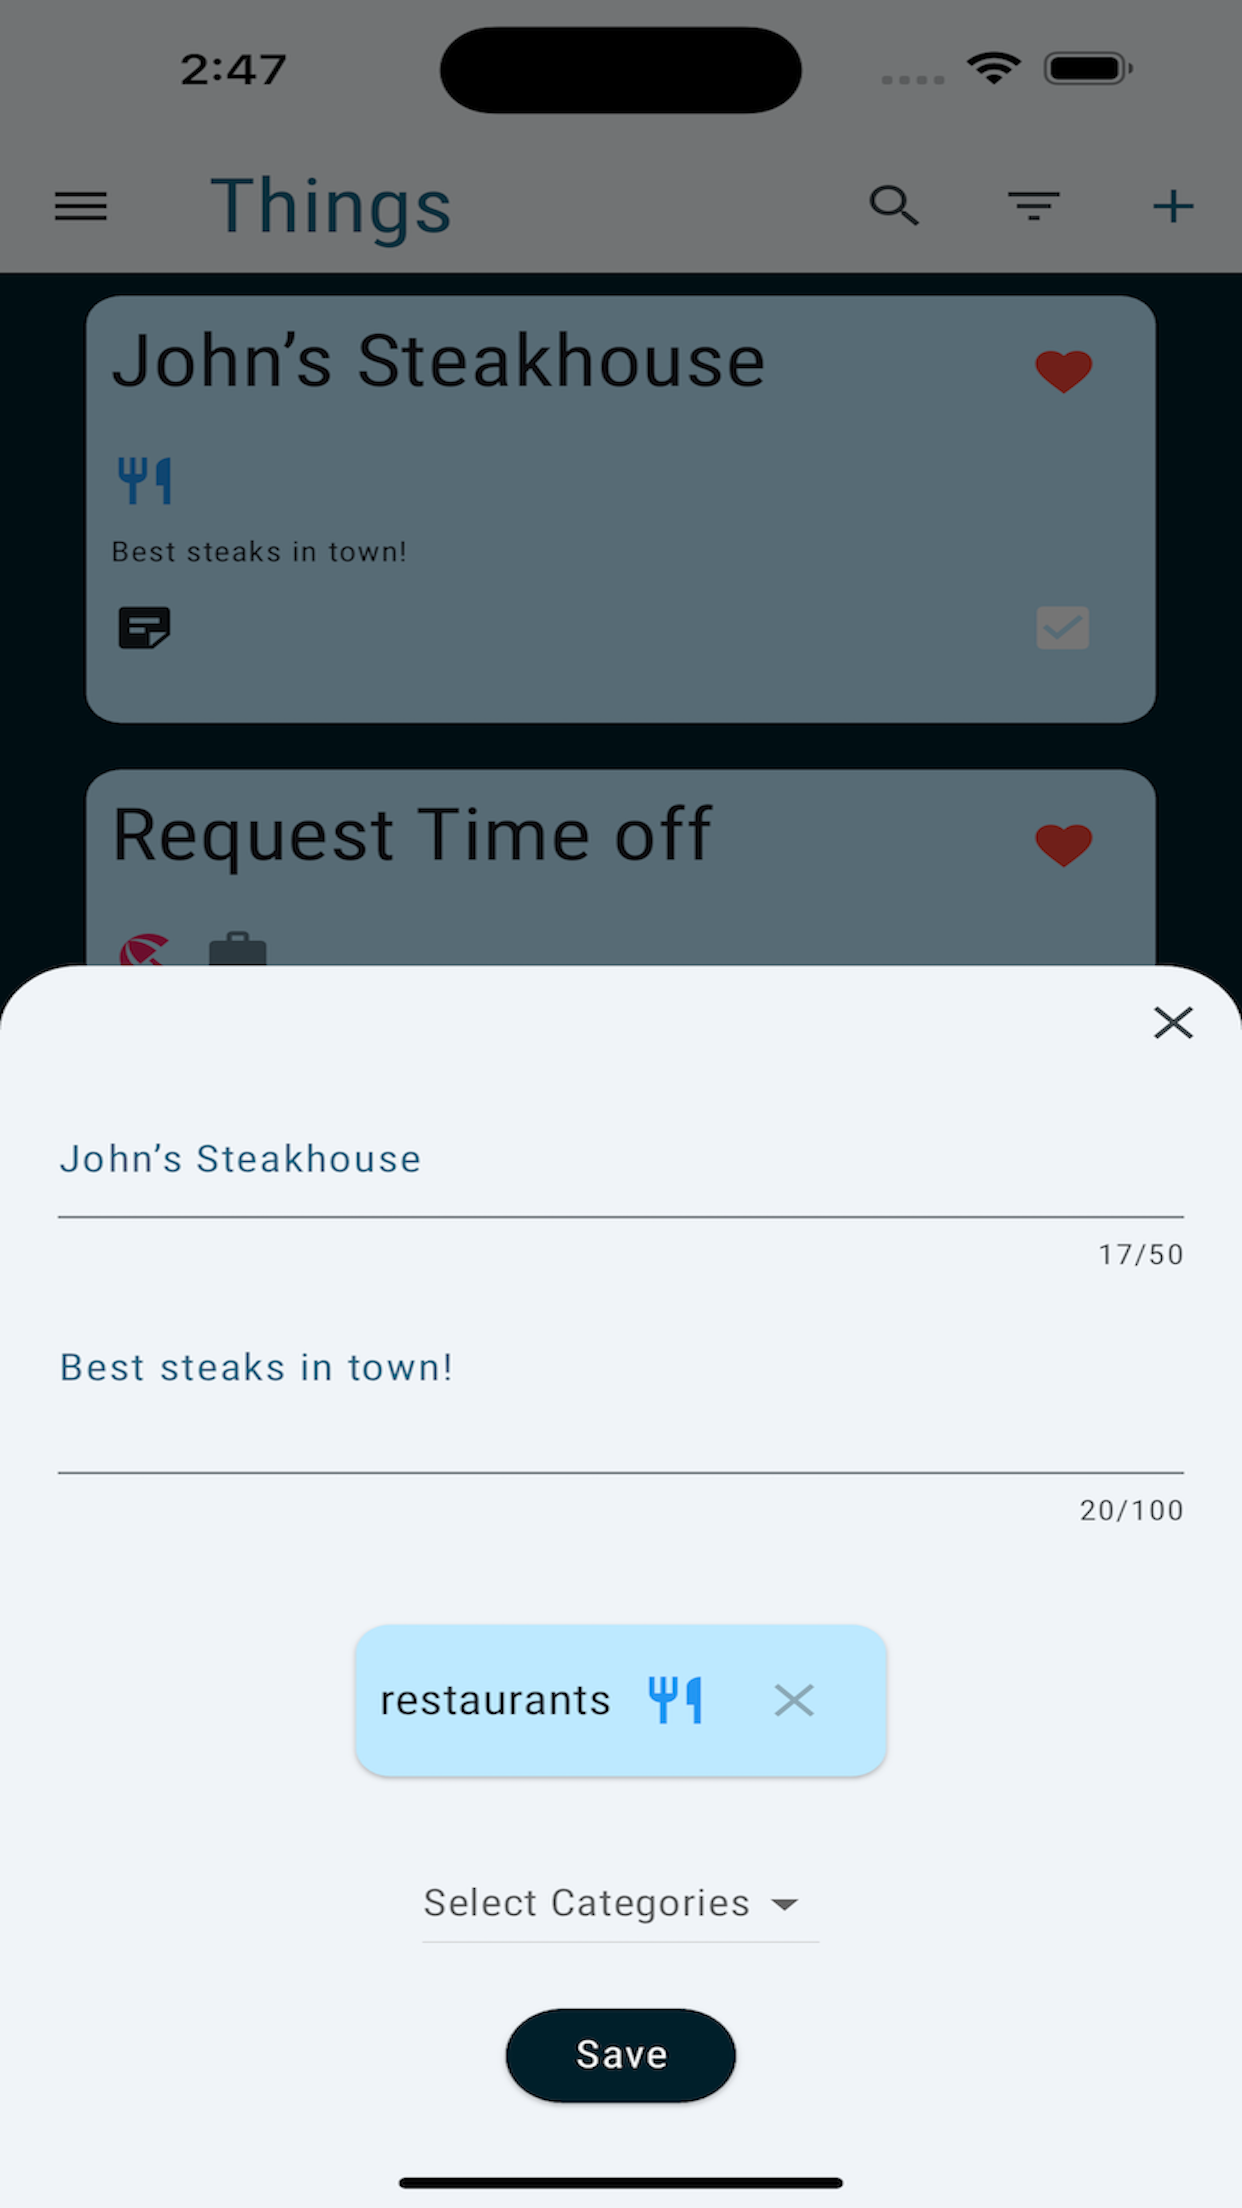 2:47
Things
John’s Steakhouse
Best steaks in town!
Request Time off
John’s Steakhouse
17/50
Best steaks in town!
20/100
restaurants
Select Categories
Save